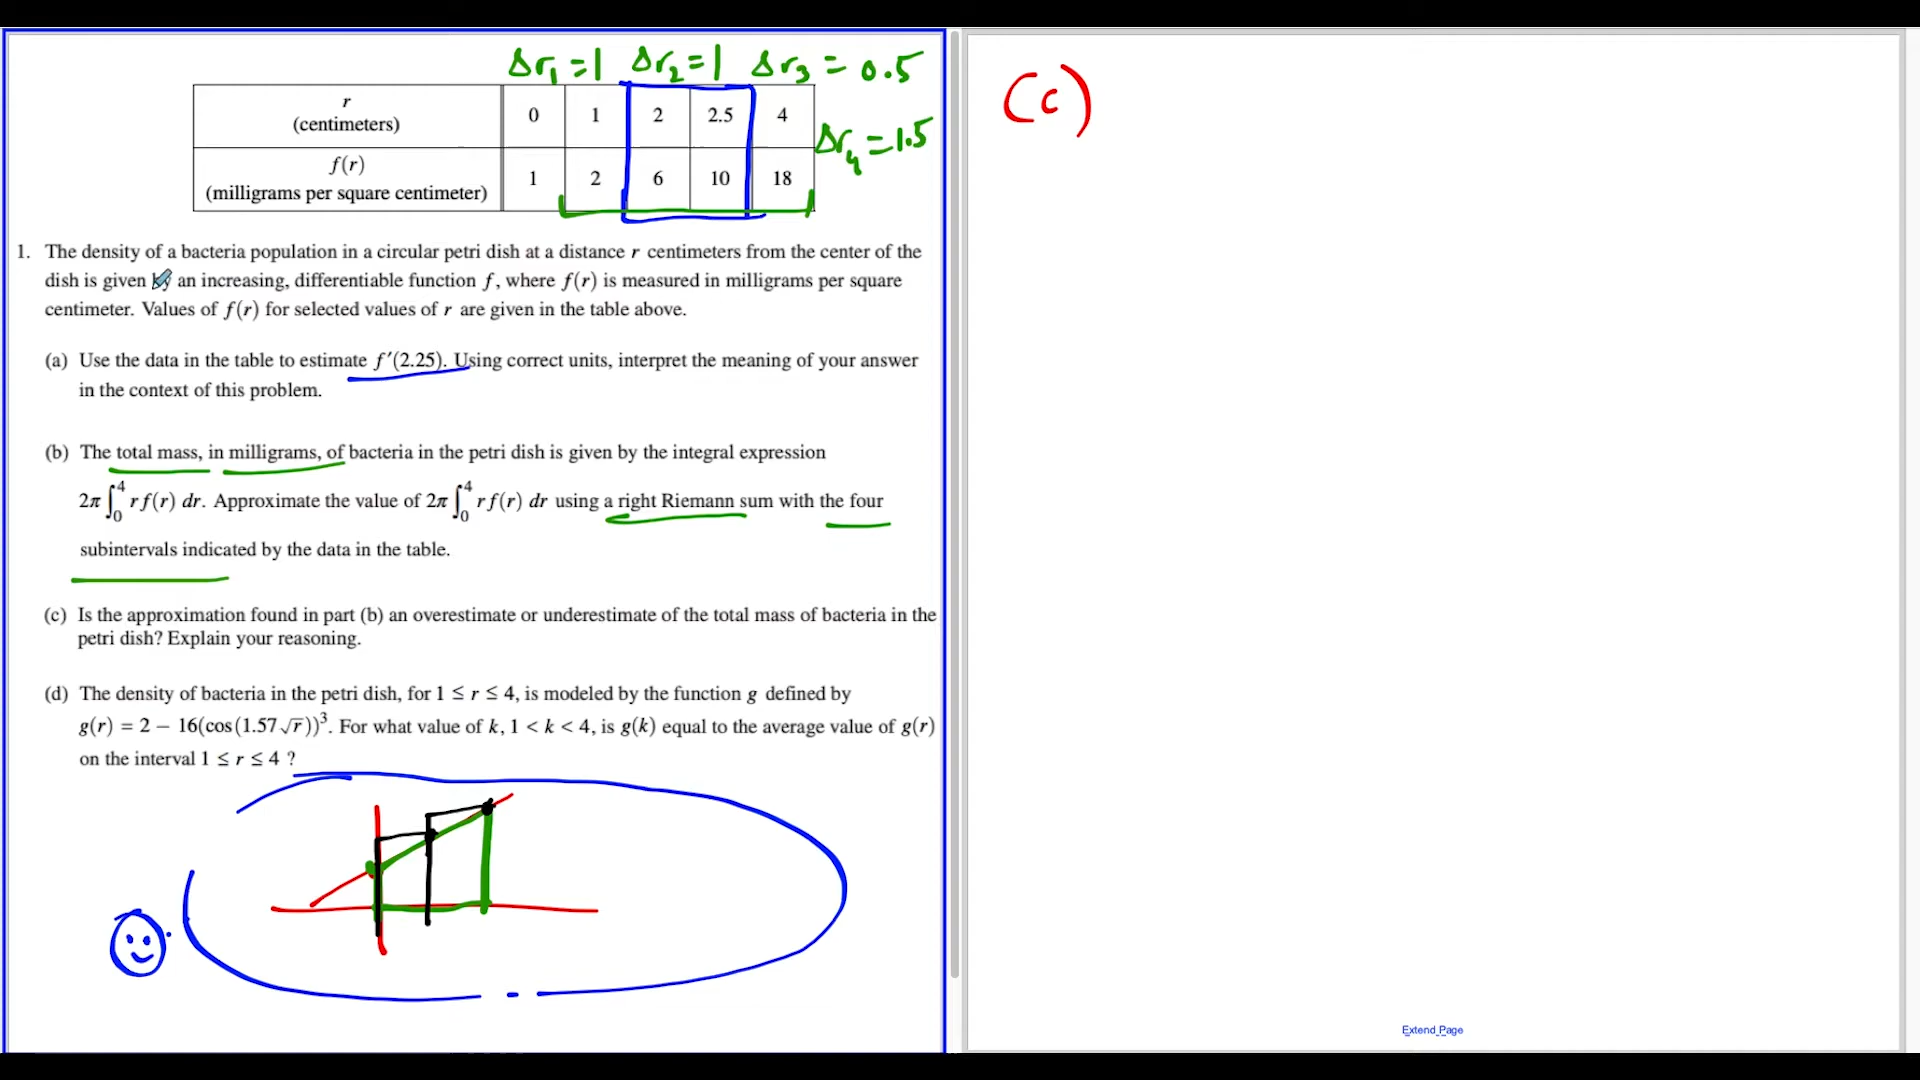 Δr₁ = 1 Δr₂ = 1 Δr₃ = 0.5
r
(centimeters) 0 1 2 2.5 4
Δr₄ = 1.5
f(r)
(milligrams per square centimeter) 1 2 6 10 18
1. The density of a bacteria population in a circular petri dish at a distance r centimeters from the center of the
dish is given by an increasing, differentiable function f, where f(r) is measured in milligrams per square
centimeter. Values of f(r) for selected values of r are given in the table above.
(a) Use the data in the table to estimate f′(2.25). Using correct units, interpret the meaning of your answer
in the context of this problem.
(b) The total mass, in milligrams, of bacteria in the petri dish is given by the integral expression
2π ∫₀⁴ r f(r) dr. Approximate the value of 2π ∫₀⁴ r f(r) dr using a right Riemann sum with the four
subintervals indicated by the data in the table.
(c) Is the approximation found in part (b) an overestimate or underestimate of the total mass of bacteria in the
petri dish? Explain your reasoning.
(d) The density of bacteria in the petri dish, for 1 ≤ r ≤ 4, is modeled by the function g defined by
g(r) = 2 − 16(cos(1.57√r))³. For what value of k, 1 < k < 4, is g(k) equal to the average value of g(r)
on the interval 1 ≤ r ≤ 4 ?
(c)
Extend_Page